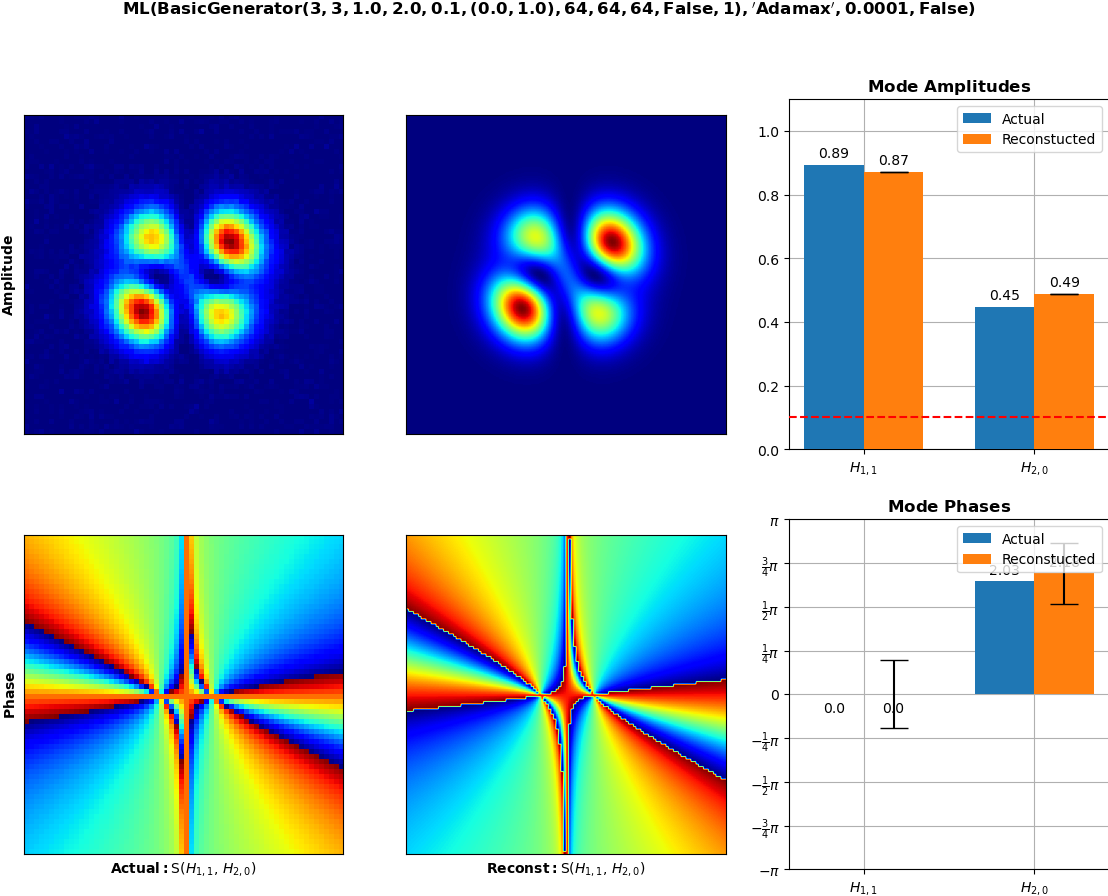 ML(BasicGenerator(3, 3, 1.0, 2.0, 0.1, (0.0, 1.0), 64, 64, 64, False, 1), ′Adamax′, 0.0001, False)
Mode Amplitudes
Amplitude
1.0
0.8
0.6
0.4
0.2
0.0
Actual
Reconstucted
0.89
0.87
0.45
0.49
H1, 1
H2, 0
Mode Phases
Phase
π
3/4π
1/2π
1/4π
0
−1/4π
−1/2π
−3/4π
−π
Actual
Reconstucted
2.03
0.0
0.0
H1, 1
H2, 0
Actual: S(H1, 1, H2, 0)
Reconst: S(H1, 1, H2, 0)